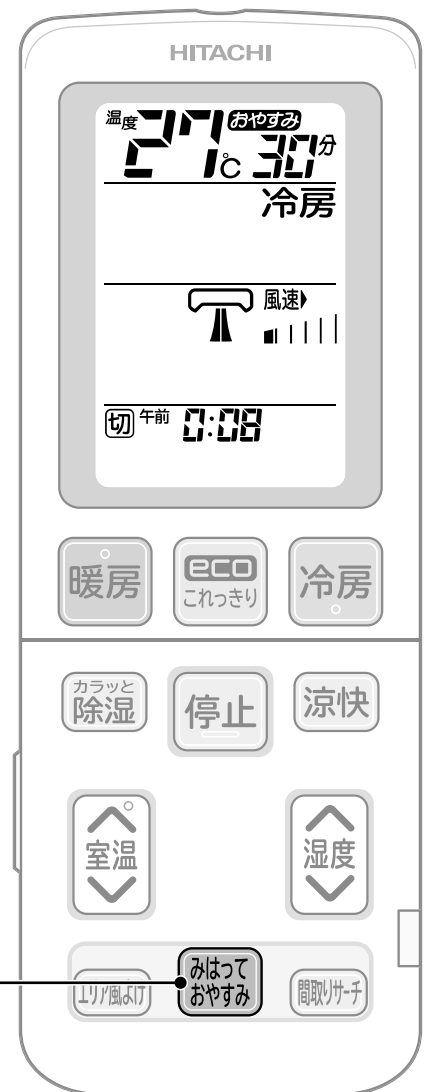 HITACHI
温度 27℃ おやすみ 30分
冷房
風速
切 午前 0:08
暖房 eco これっきり 冷房
カラッと 除湿 停止 涼快
室温 湿度
エリア風よけ みはって おやすみ 間取りサーチ